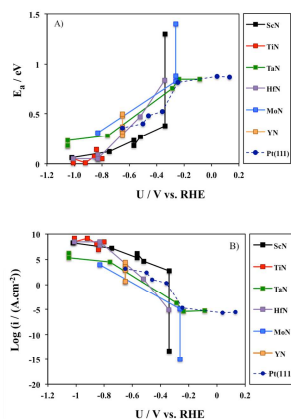 A)
E_a / eV
1.5
1
0.5
0
-1.2 -1 -0.8 -0.6 -0.4 -0.2 0 0.2
U / V vs. RHE
ScN
TiN
TaN
HfN
MoN
YN
Pt(111)
B)
Log (i / (A.cm⁻²))
20
15
10
5
0
-5
-10
-15
-20
-1.2 -1 -0.8 -0.6 -0.4 -0.2 0 0.2
U / V vs. RHE
ScN
TiN
TaN
HfN
MoN
YN
Pt(111)